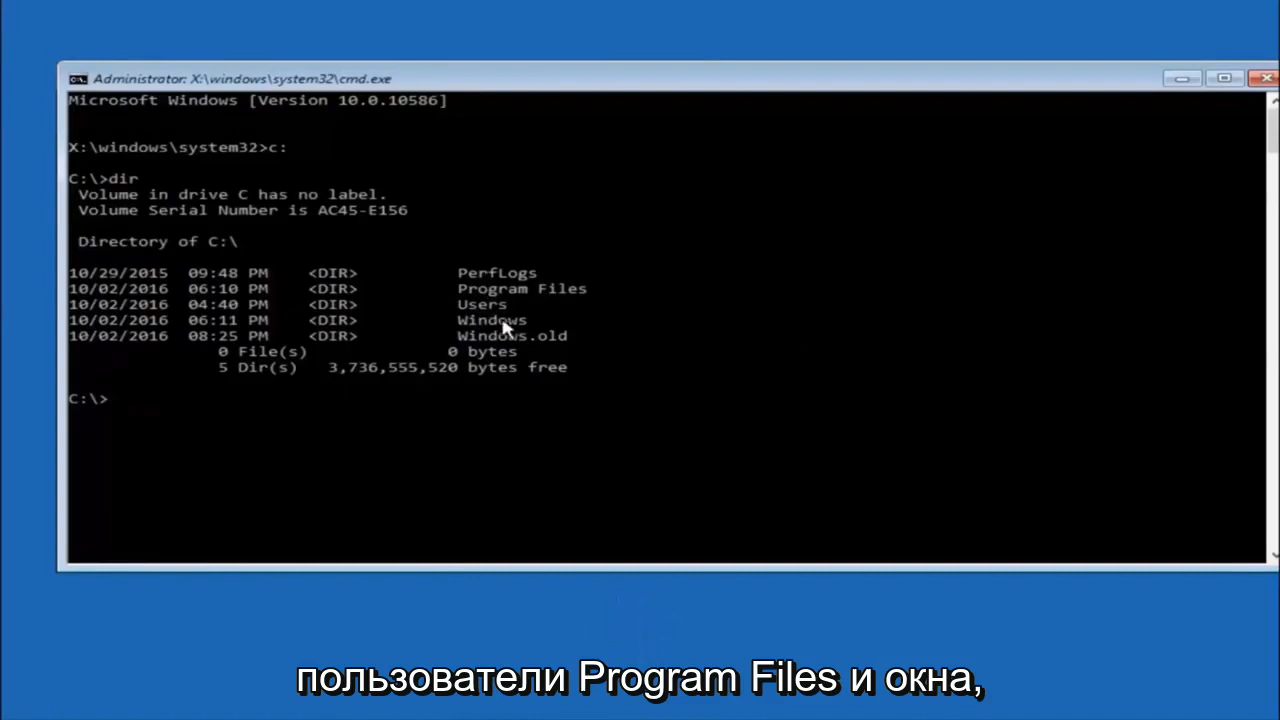 Administrator: X:\windows\system32\cmd.exe
Microsoft Windows [Version 10.0.10586]
X:\windows\system32>c:
C:\>dir
Volume in drive C has no label.
Volume Serial Number is AC45-E156
Directory of C:\
10/29/2015 09:48 PM <DIR> PerfLogs
10/02/2016 06:10 PM <DIR> Program Files
10/02/2016 04:40 PM <DIR> Users
10/02/2016 06:11 PM <DIR> Windows
10/02/2016 08:25 PM <DIR> Windows.old
0 File(s) 0 bytes
5 Dir(s) 3,736,555,520 bytes free
C:\>
пользователи Program Files и окна,